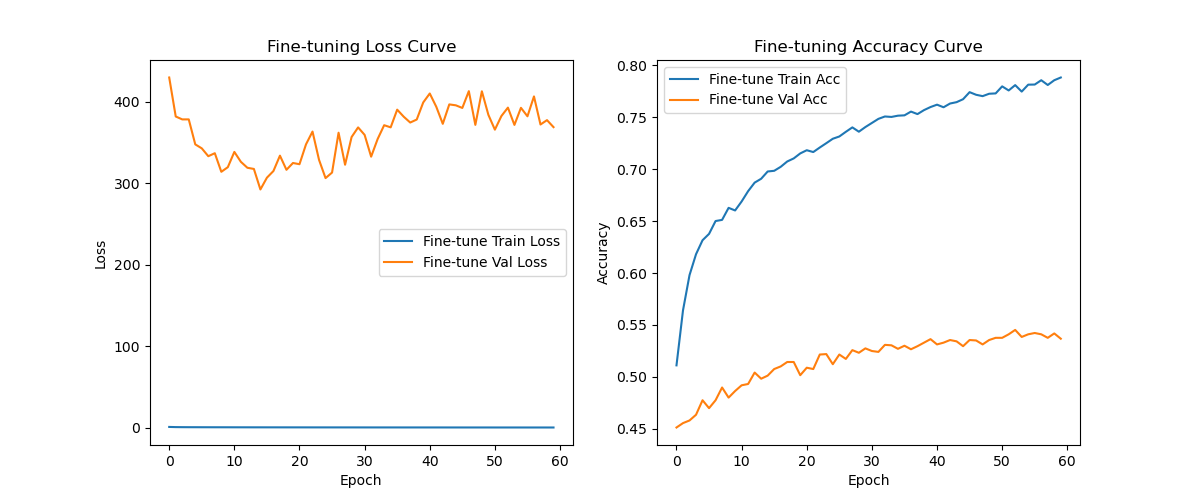 Fine-tuning Loss Curve
400
300
200
100
0
Loss
Fine-tune Train Loss
Fine-tune Val Loss
0 10 20 30 40 50 60
Epoch
Fine-tuning Accuracy Curve
Fine-tune Train Acc
Fine-tune Val Acc
0.80
0.75
0.70
0.65
0.60
0.55
0.50
0.45
Accuracy
0 10 20 30 40 50 60
Epoch